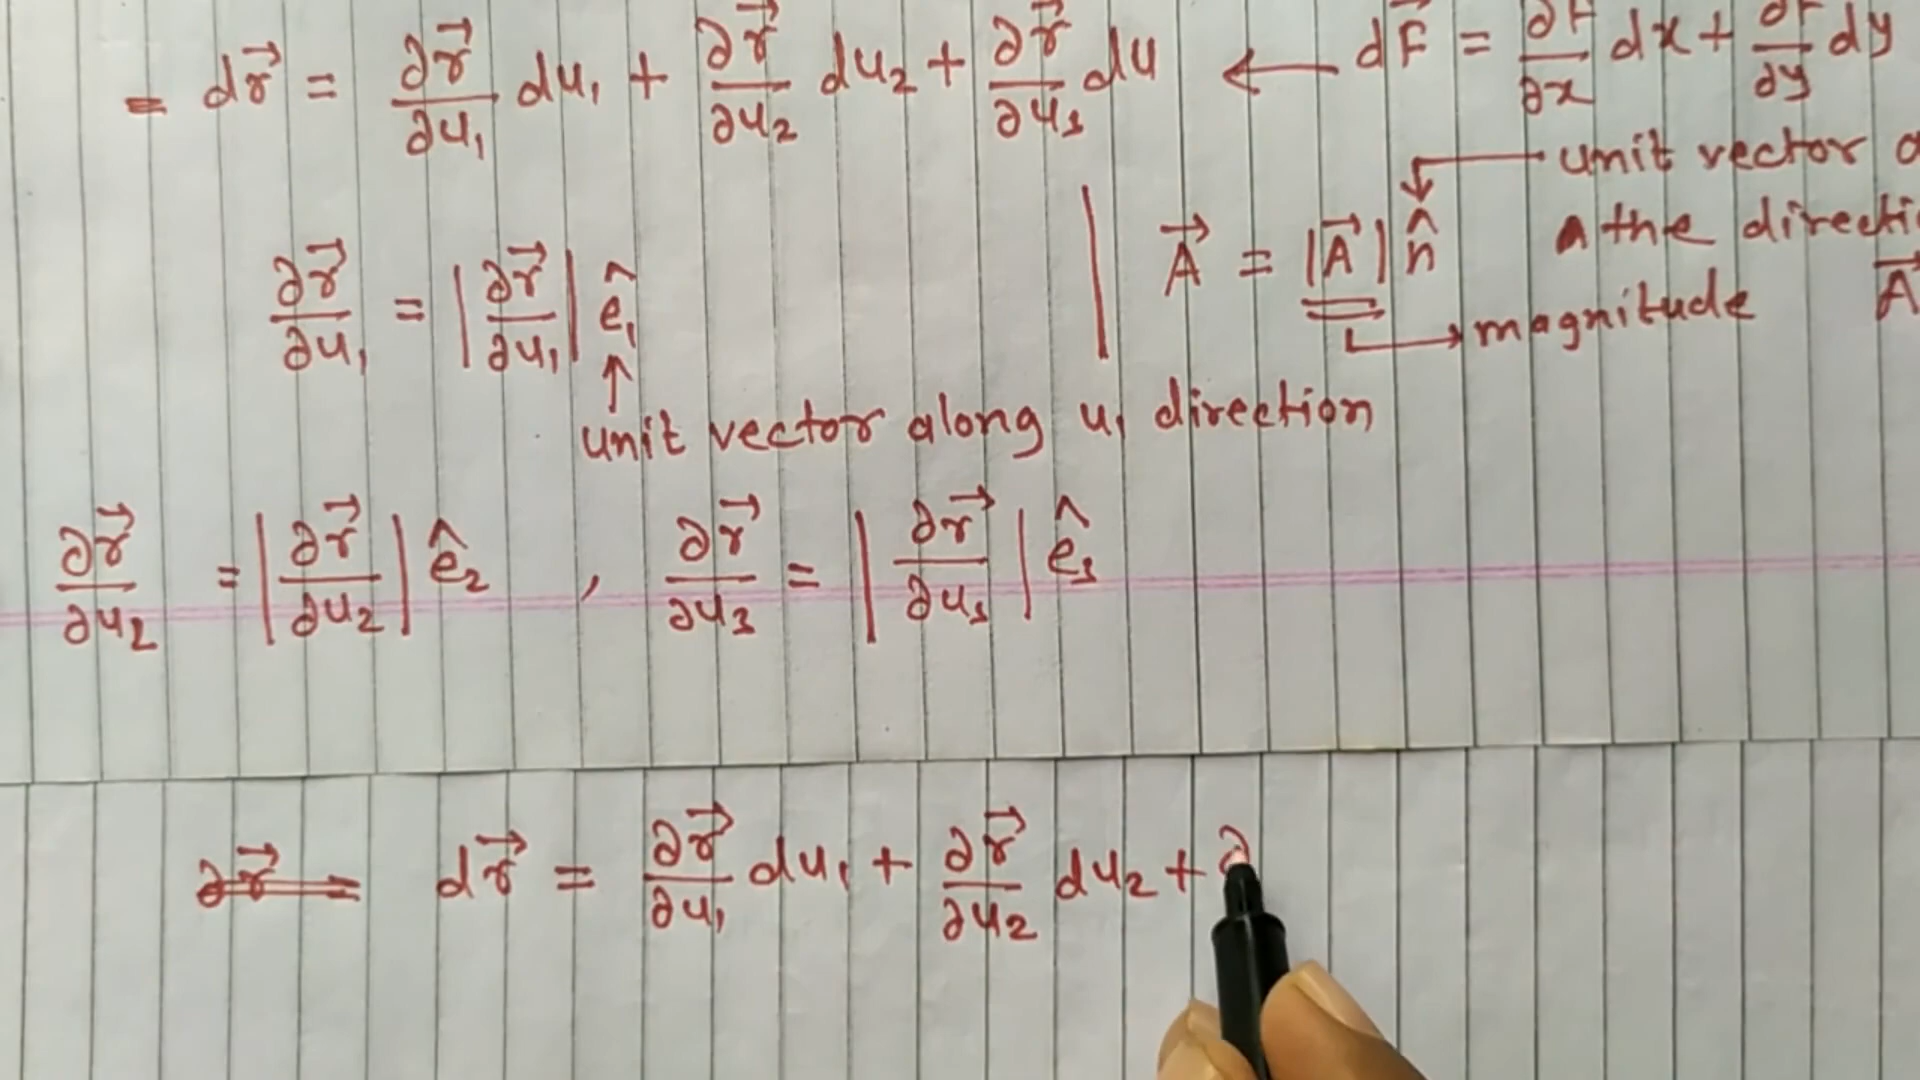 = d𝑟⃗ = ∂r⃗/∂u₁ du₁ + ∂r⃗/∂u₂ du₂ + ∂r⃗/∂u₃ du ← dF⃗ = ∂F/∂x dx + ∂F/∂y dy
unit vector
∂r⃗/∂u₁ = |∂r⃗/∂u₁| ê₁ | A⃗ = |A⃗| n̂ the
→ magnitude A⃗
↑
unit vector along u₁ direction
∂r⃗/∂u₂ = |∂r⃗/∂u₂| ê₂ , ∂r⃗/∂u₃ = |∂r⃗/∂u₃| ê₃
dr⃗ = ∂r⃗/∂u₁ du₁ + ∂r⃗/∂u₂ du₂ + ∂